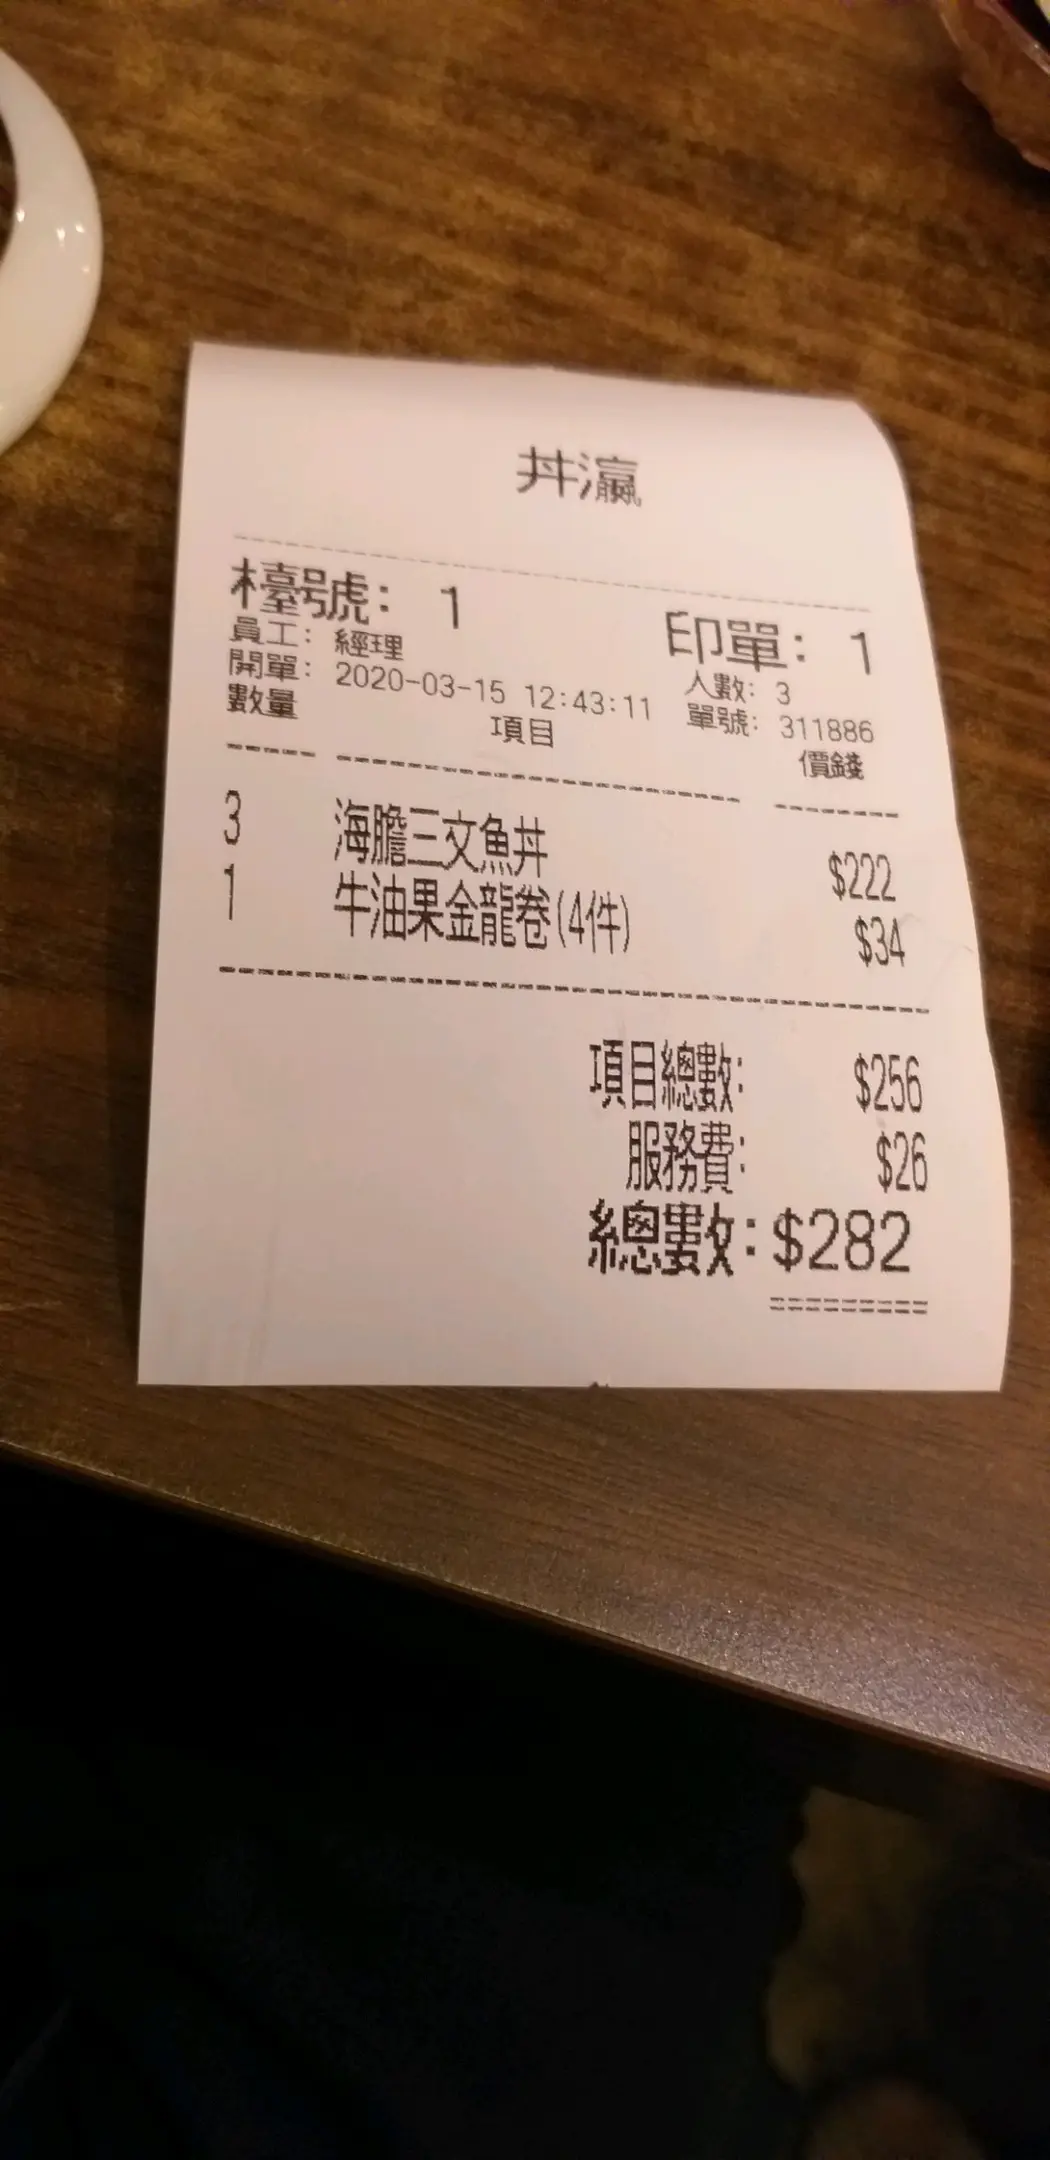 丼瀛
檯號: 1 印單: 1
員工: 經理 人數: 3
開單: 2020-03-15 12:43:11 單號: 311886
數量 項目 價錢
3 海膽三文魚丼 $222
1 牛油果金龍卷(4件) $34
項目總數: $256
服務費: $26
總數: $282